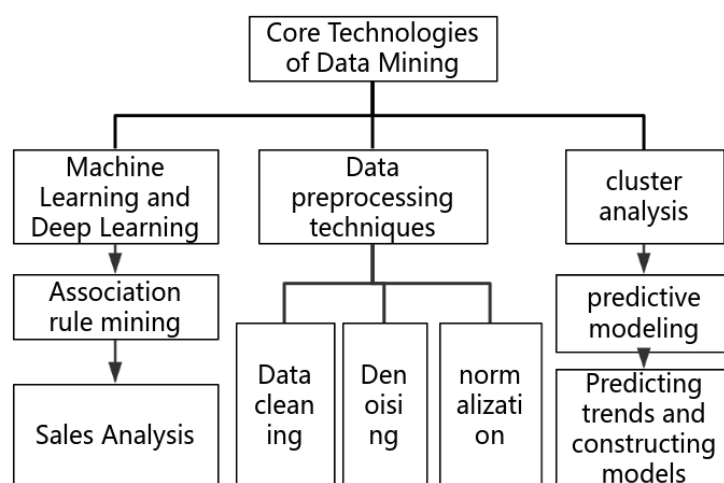 Core Technologies
of Data Mining
Machine
Learning and
Deep Learning
Data
preprocessing
techniques
cluster
analysis
Association
rule mining
predictive
modeling
Sales Analysis
Data
clean
ing
Den
oisi
ng
norm
alizati
on
Predicting
trends and
constructing
models